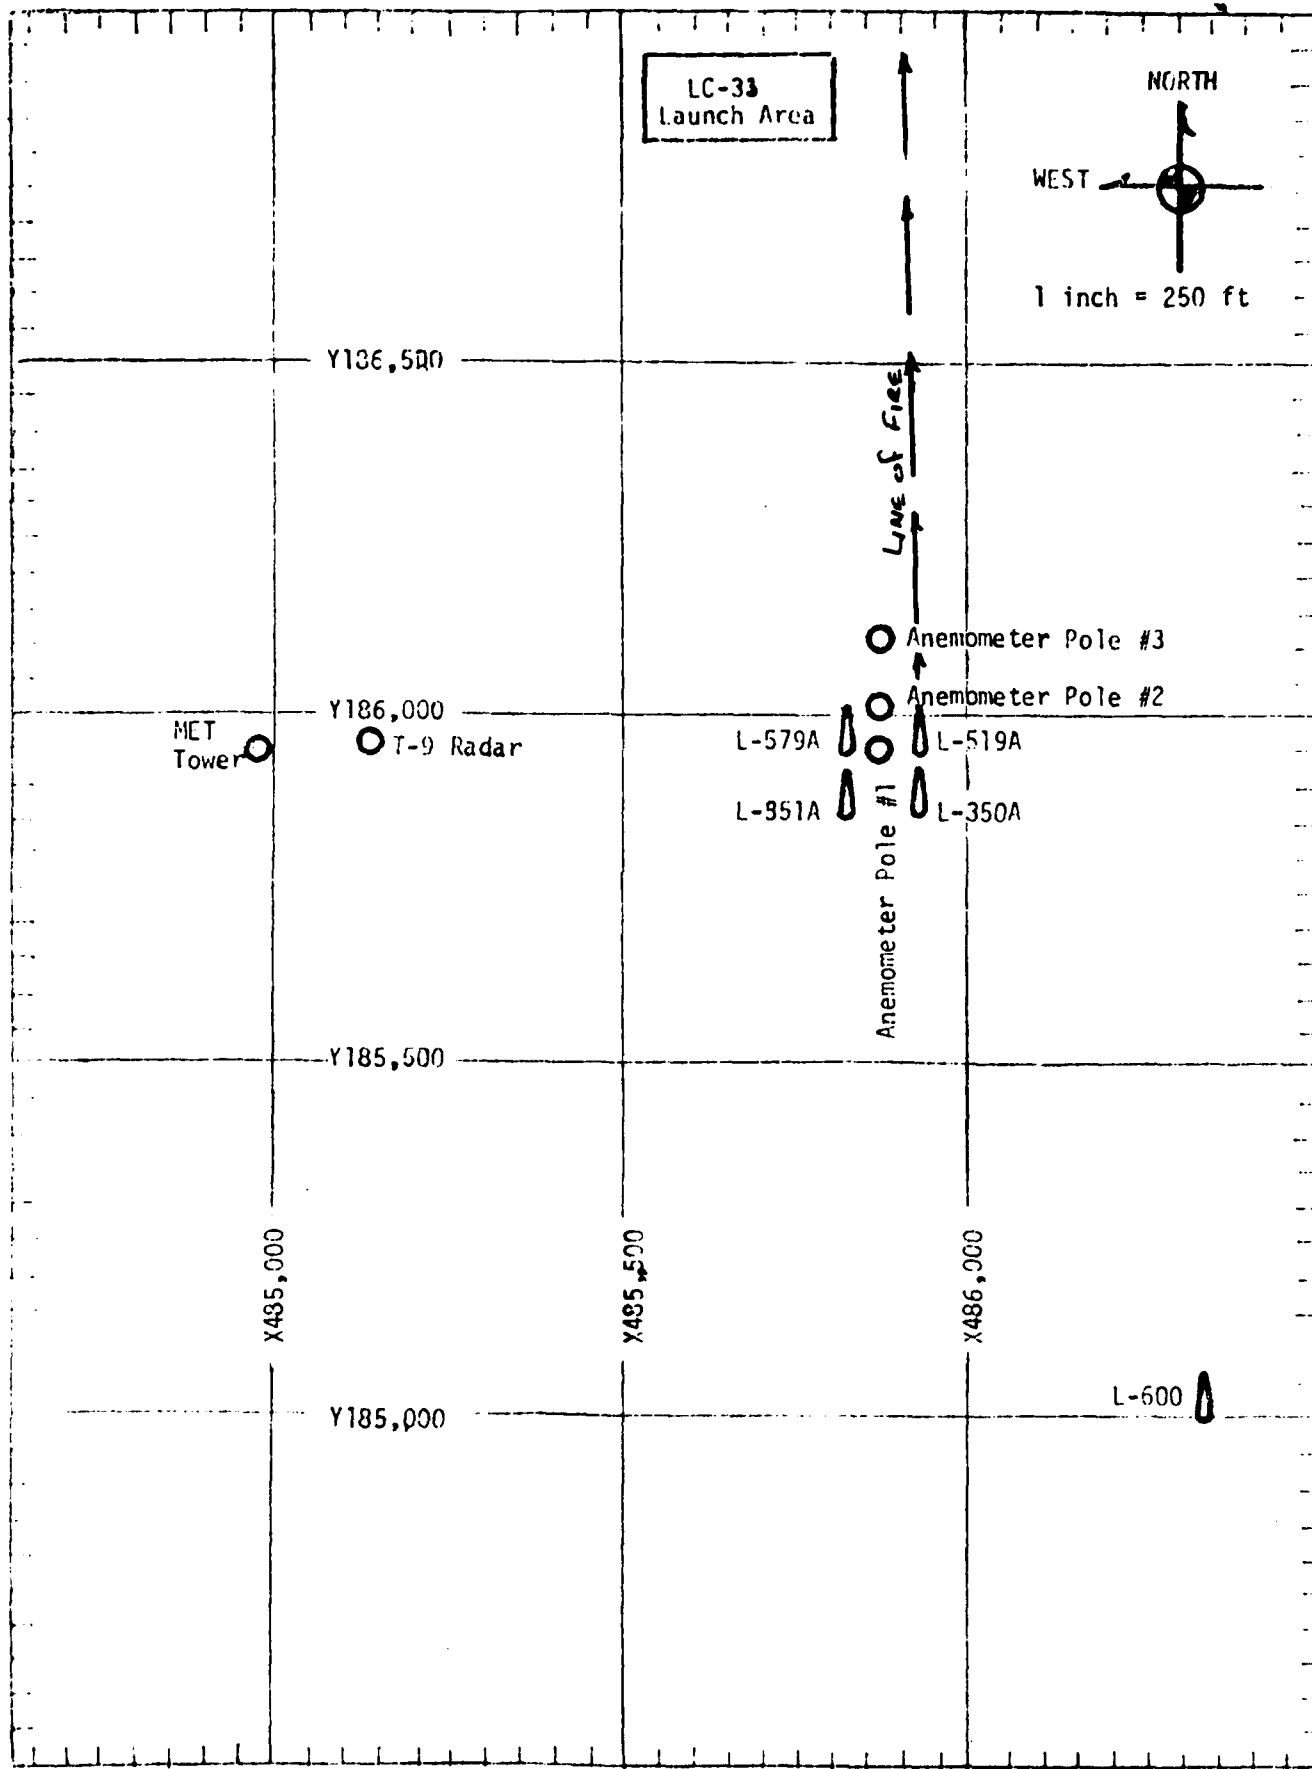 LC-33
Launch Area
NORTH
WEST
1 inch = 250 ft
Y186,500
LINE OF FIRE
Anemometer Pole #3
Anemometer Pole #2
Y186,000
MET
Tower
T-9 Radar
L-579A
L-519A
L-351A
L-350A
Anemometer Pole #1
Y185,500
X485,000
X485,500
X486,000
L-600
Y185,000